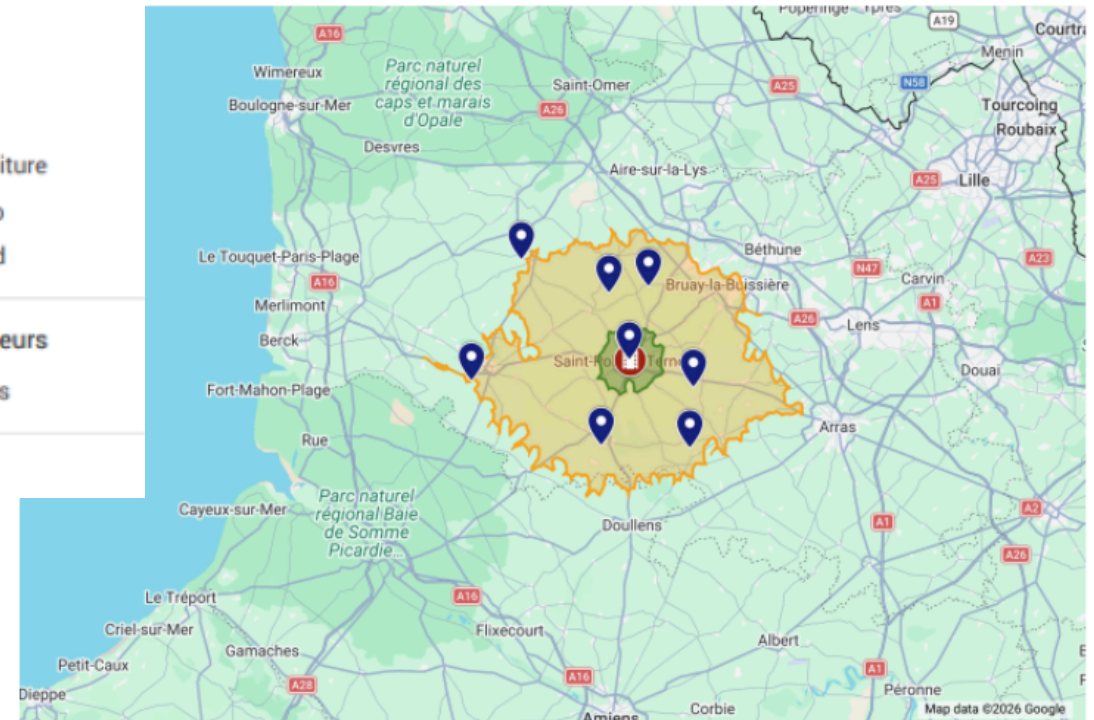 iture
d
eurs
s
Poperinge
Ypres
A19
Courtra
A16
Wimereux
Parc naturel
régional des
caps et marais
d'Opale
Saint-Omer
A25
N58
Menin
Boulogne-sur-Mer
A26
Tourcoing
Roubaix
Desvres
Aire-sur-la-Lys
A25
Lille
Le Touquet-Paris-Plage
Béthune
A23
A16
N47
Bruay-la-Buissière
Carvin
Merlimont
A1
A26
Lens
Berck
Douai
Fort-Mahon-Plage
Arras
Rue
Parc naturel
régional Baie
de Somme
Picardie...
Cayeux-sur-Mer
A2
Doullens
A1
A26
Le Tréport
A16
Criel-sur-Mer
Flixecourt
Gamaches
Albert
Petit-Caux
A1
A16
A28
Dieppe
Péronne
Corbie
Amiens
Map data ©2026 Google